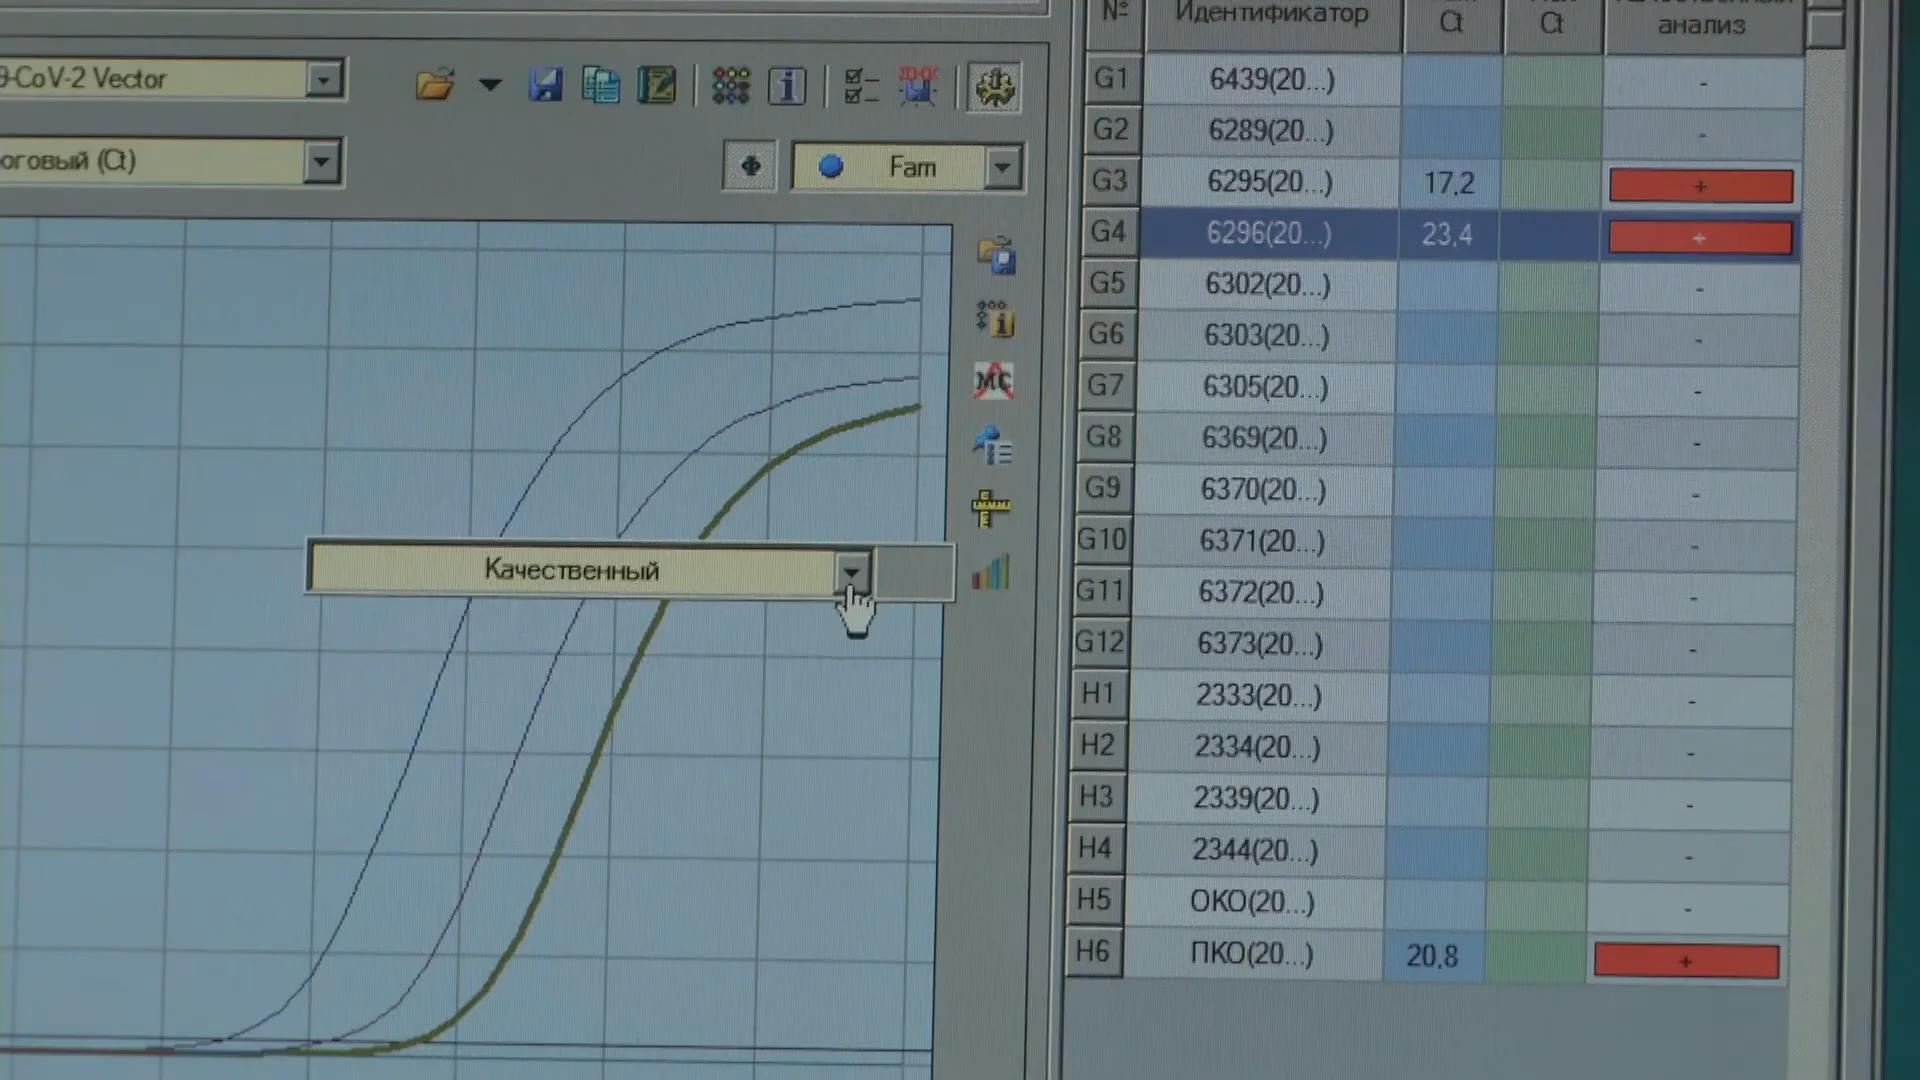 9-CoV-2 Vector
оговый (Ct)
Fam
MC
Качественный
№ Идентификатор Ct Ct анализ
G1 6439(20...) -
G2 6289(20...) -
G3 6295(20...) 17,2 +
G4 6296(20...) 23,4 +
G5 6302(20...) -
G6 6303(20...) -
G7 6305(20...) -
G8 6369(20...) -
G9 6370(20...) -
G10 6371(20...) -
G11 6372(20...) -
G12 6373(20...) -
H1 2333(20...) -
H2 2334(20...) -
H3 2339(20...) -
H4 2344(20...) -
H5 ОКО(20...) -
H6 ПКО(20...) 20,8 +